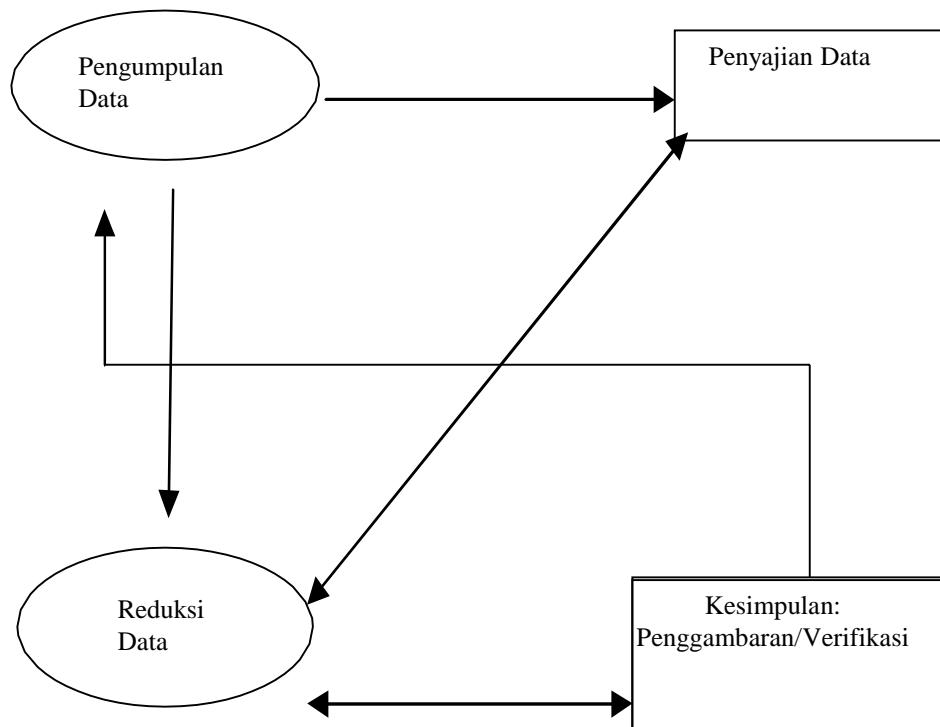 Pengumpulan
Data
Penyajian Data
Reduksi
Data
Kesimpulan:
Penggambaran/Verifikasi